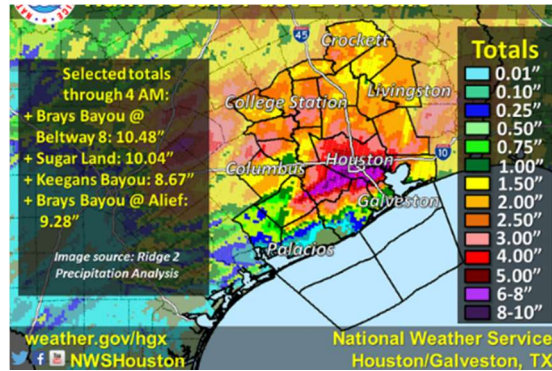 Selected totals
through 4 AM:
+ Brays Bayou @
Beltway 8: 10.48"
+ Sugar Land: 10.04"
+ Keegans Bayou: 8.67"
+ Brays Bayou @ Alief:
9.28"
Image source: Ridge 2
Precipitation Analysis
45
Crockett
College Station
Livingston
Columbus
Houston
10
Galveston
Palacios
Totals
0.01"
0.10"
0.25"
0.50"
0.75"
1.00"
1.50"
2.00"
2.50"
3.00"
4.00"
5.00"
6-8"
8-10"
weather.gov/hgx
NWSHouston
National Weather Service
Houston/Galveston, TX